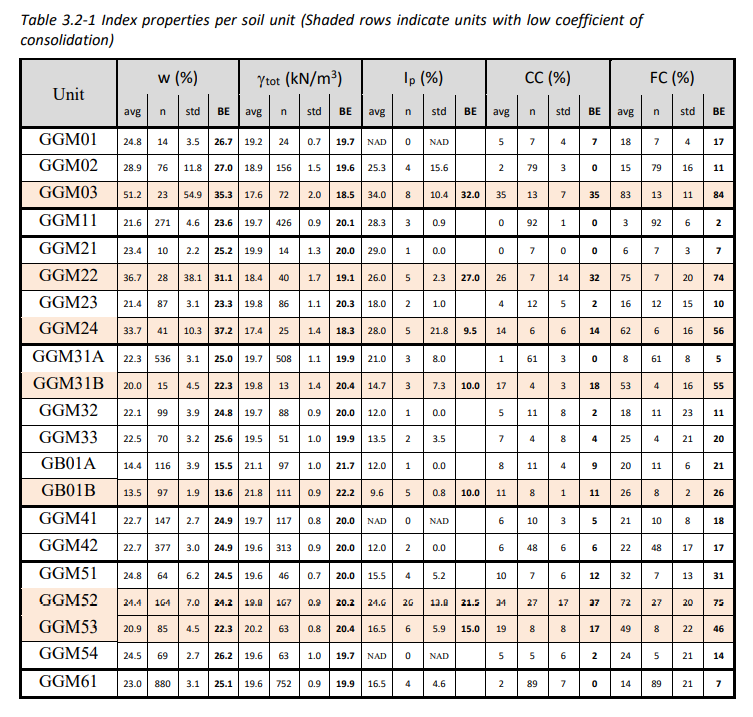 Table 3.2-1 Index properties per soil unit (Shaded rows indicate units with low coefficient of
consolidation)
Unit w (%) γtot (kN/m³) Ip (%) CC (%) FC (%)
avg n std BE avg n std BE avg n std BE avg n std BE avg n std BE
GGM01 24.8 14 3.5 26.7 19.2 24 0.7 19.7 NAD 0 NAD 5 7 4 7 18 7 4 17
GGM02 28.9 76 11.8 27.0 18.9 156 1.5 19.6 25.3 4 15.6 2 79 3 0 15 79 16 11
GGM03 51.2 23 54.9 35.3 17.6 72 2.0 18.5 34.0 8 10.4 32.0 35 13 7 35 83 13 11 84
GGM11 21.6 271 4.6 23.6 19.7 426 0.9 20.1 28.3 3 0.9 0 92 1 0 3 92 6 2
GGM21 23.4 10 2.2 25.2 19.9 14 1.3 20.0 29.0 1 0.0 0 7 0 0 6 7 3 7
GGM22 36.7 28 38.1 31.1 18.4 40 1.7 19.1 26.0 5 2.3 27.0 26 7 14 32 75 7 20 74
GGM23 21.4 87 3.1 23.3 19.8 86 1.1 20.3 18.0 2 1.0 4 12 5 2 16 12 15 10
GGM24 33.7 41 10.3 37.2 17.4 25 1.4 18.3 28.0 5 21.8 9.5 14 6 6 14 62 6 16 56
GGM31A 22.3 536 3.1 25.0 19.7 508 1.1 19.9 21.0 3 8.0 1 61 3 0 8 61 8 5
GGM31B 20.0 15 4.5 22.3 19.8 13 1.4 20.4 14.7 3 7.3 10.0 17 4 3 18 53 4 16 55
GGM32 22.1 99 3.9 24.8 19.7 88 0.9 20.0 12.0 1 0.0 5 11 8 2 18 11 23 11
GGM33 22.5 70 3.2 25.6 19.5 51 1.0 19.9 13.5 2 3.5 7 4 8 4 25 4 21 20
GB01A 14.4 116 3.9 15.5 21.1 97 1.0 21.7 12.0 1 0.0 8 11 4 9 20 11 6 21
GB01B 13.5 97 1.9 13.6 21.8 111 0.9 22.2 9.6 5 0.8 10.0 11 8 1 11 26 8 2 26
GGM41 22.7 147 2.7 24.9 19.7 117 0.8 20.0 NAD 0 NAD 6 10 3 5 21 10 8 18
GGM42 22.7 377 3.0 24.9 19.6 313 0.9 20.0 12.0 2 0.0 6 48 6 6 22 48 17 17
GGM51 24.8 64 6.2 24.5 19.6 46 0.7 20.0 15.5 4 5.2 10 7 6 12 32 7 13 31
GGM52 24.4 164 7.0 24.2 19.8 167 0.9 20.2 24.6 26 13.8 21.5 34 27 17 37 72 27 20 75
GGM53 20.9 85 4.5 22.3 20.2 63 0.8 20.4 16.5 6 5.9 15.0 19 8 8 17 49 8 22 46
GGM54 24.5 69 2.7 26.2 19.6 63 1.0 19.7 NAD 0 NAD 5 5 6 2 24 5 21 14
GGM61 23.0 880 3.1 25.1 19.6 752 0.9 19.9 16.5 4 4.6 2 89 7 0 14 89 21 7